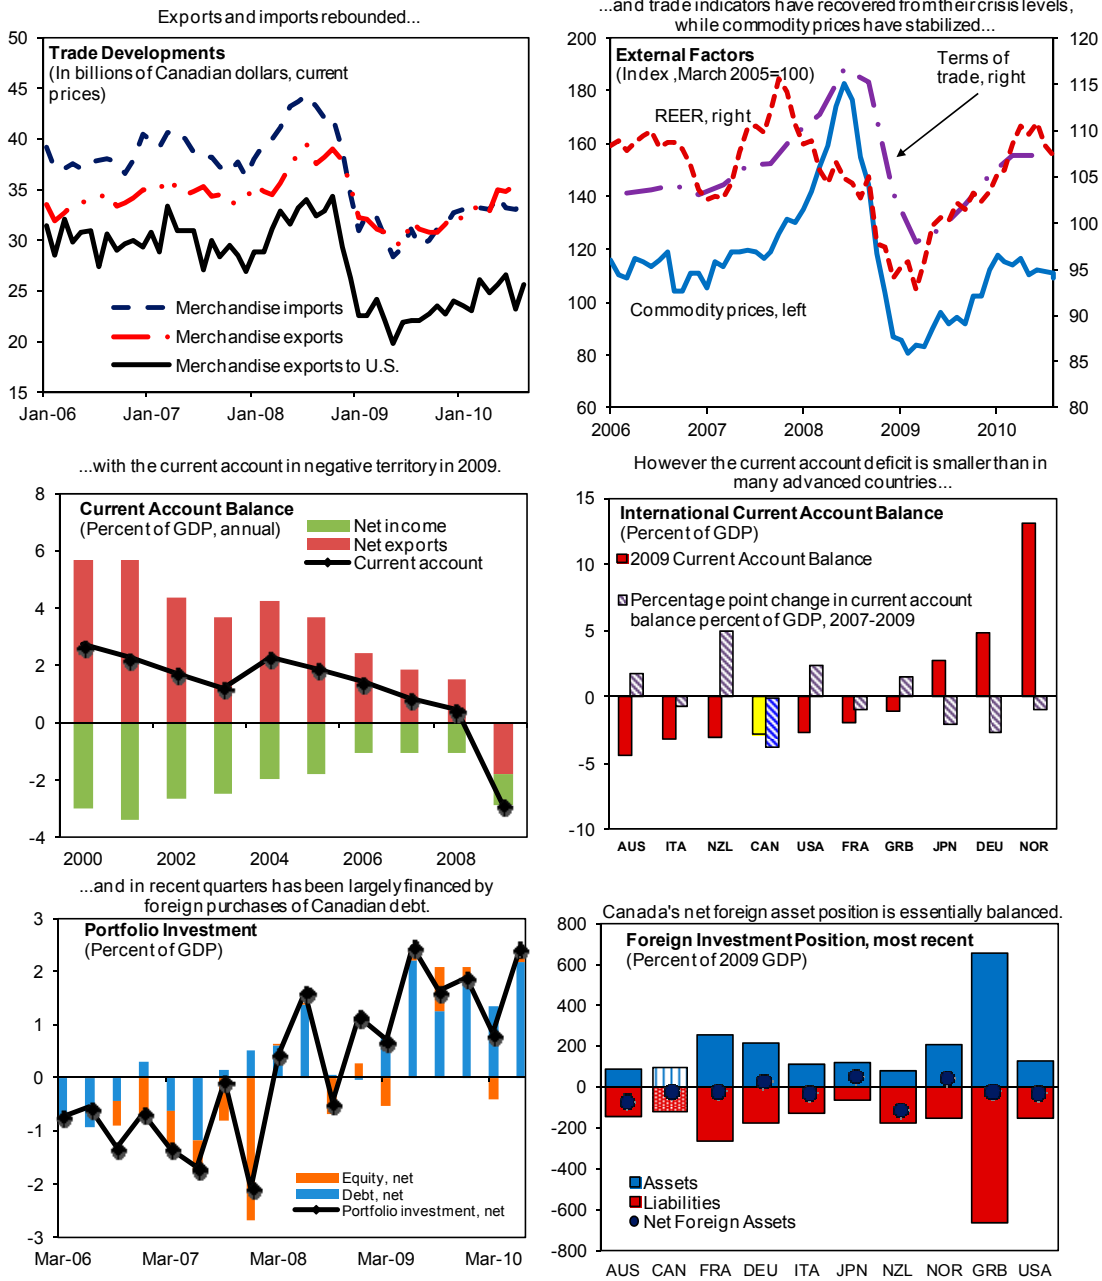 Exports and imports rebounded...
50
45
40
35
30
25
20
15
Trade Developments
(In billions of Canadian dollars, current
prices)
Merchandise imports
Merchandise exports
Merchandise exports to U.S.
Jan-06
Jan-07
Jan-08
Jan-09
Jan-10
...and trade indicators have recovered from their crisis levels,
while commodity prices have stabilized...
200
180
160
140
120
100
80
60
External Factors
(Index ,March 2005=100)
REER, right
Terms of
trade, right
Commodity prices, left
120
115
110
105
100
95
90
85
80
2006
2007
2008
2009
2010
...with the current account in negative territory in 2009.
8
6
4
2
0
-2
-4
Current Account Balance
(Percent of GDP, annual)
Net income
Net exports
Current account
2000
2002
2004
2006
2008
However the current account deficit is smaller than in
many advanced countries...
15
10
5
0
-5
-10
International Current Account Balance
(Percent of GDP)
2009 Current Account Balance
Percentage point change in current account
balance percent of GDP, 2007-2009
AUS
ITA
NZL
CAN
USA
FRA
GRB
JPN
DEU
NOR
...and in recent quarters has been largely financed by
foreign purchases of Canadian debt.
3
2
1
0
-1
-2
-3
Portfolio Investment
(Percent of GDP)
Equity, net
Debt, net
Portfolio investment, net
Mar-06
Mar-07
Mar-08
Mar-09
Mar-10
Canada's net foreign asset position is essentially balanced.
800
600
400
200
0
-200
-400
-600
-800
Foreign Investment Position, most recent
(Percent of 2009 GDP)
Assets
Liabilities
Net Foreign Assets
AUS
CAN
FRA
DEU
ITA
JPN
NZL
NOR
GRB
USA